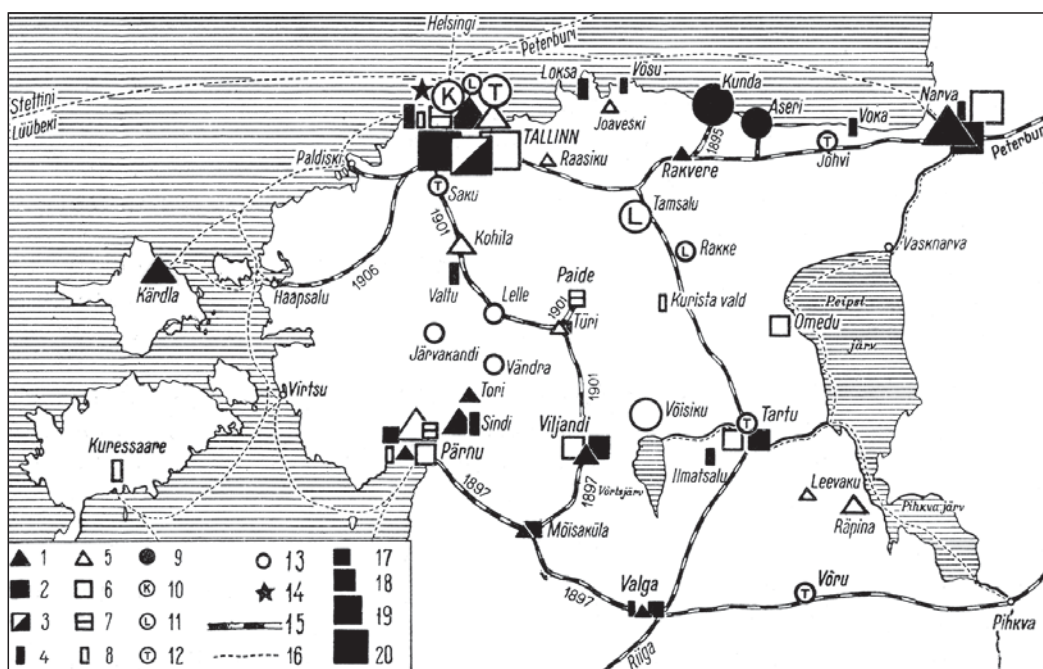 Helsingi
Peterburi
Stettini
Lüübeki
K
L
T
Loksa
Võsu
Joaveski
Kunda
Aseri
Voka
Narva
TALLINN
Raasiku
1895
Rakvere
T
Jõhvi
Peterburi
Paldiski
T
Saku
1901
L
Tamsalu
L
Rakke
Vasknarva
Kohila
Valtu
1906
Haapsalu
Kärdla
Lelle
Paide
1901
Türi
Kurista vald
Omedu
Peipsi
järv
Järvakandi
Vändra
Virtsu
Tori
Sindi
1901
Võisiku
T
Tartu
Kuressaare
Pärnu
Viljandi
Ilmatsalu
Võrtsjärv
Leevaku
Räpina
Pihkva järv
1897
1897
Mõisaküla
1897
Valga
Riiga
T
Võru
Pihkva
1 5 9 13 17
2 6 K 10 14 18
3 7 L 11 15 19
4 8 T 12 16 20